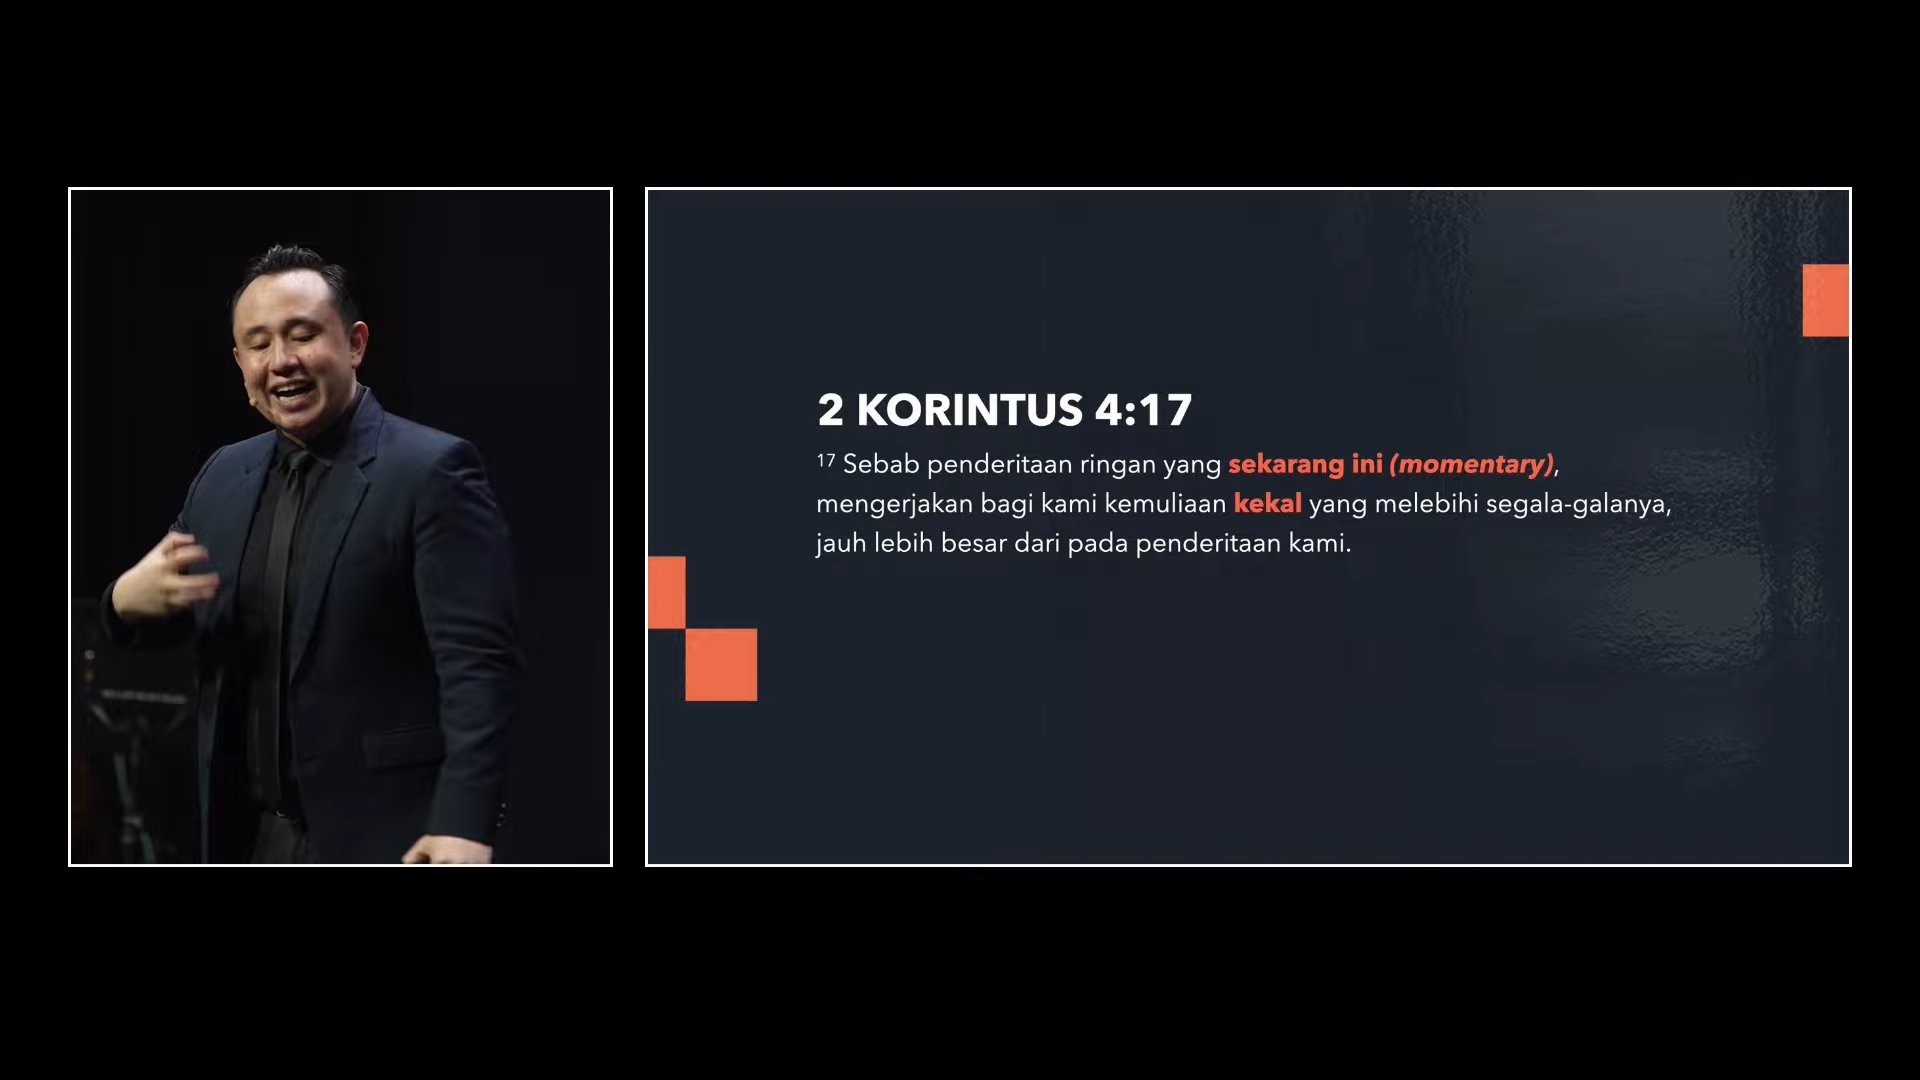 2 KORINTUS 4:17
¹⁷ Sebab penderitaan ringan yang sekarang ini (momentary),
mengerjakan bagi kami kemuliaan kekal yang melebihi segala-galanya,
jauh lebih besar dari pada penderitaan kami.